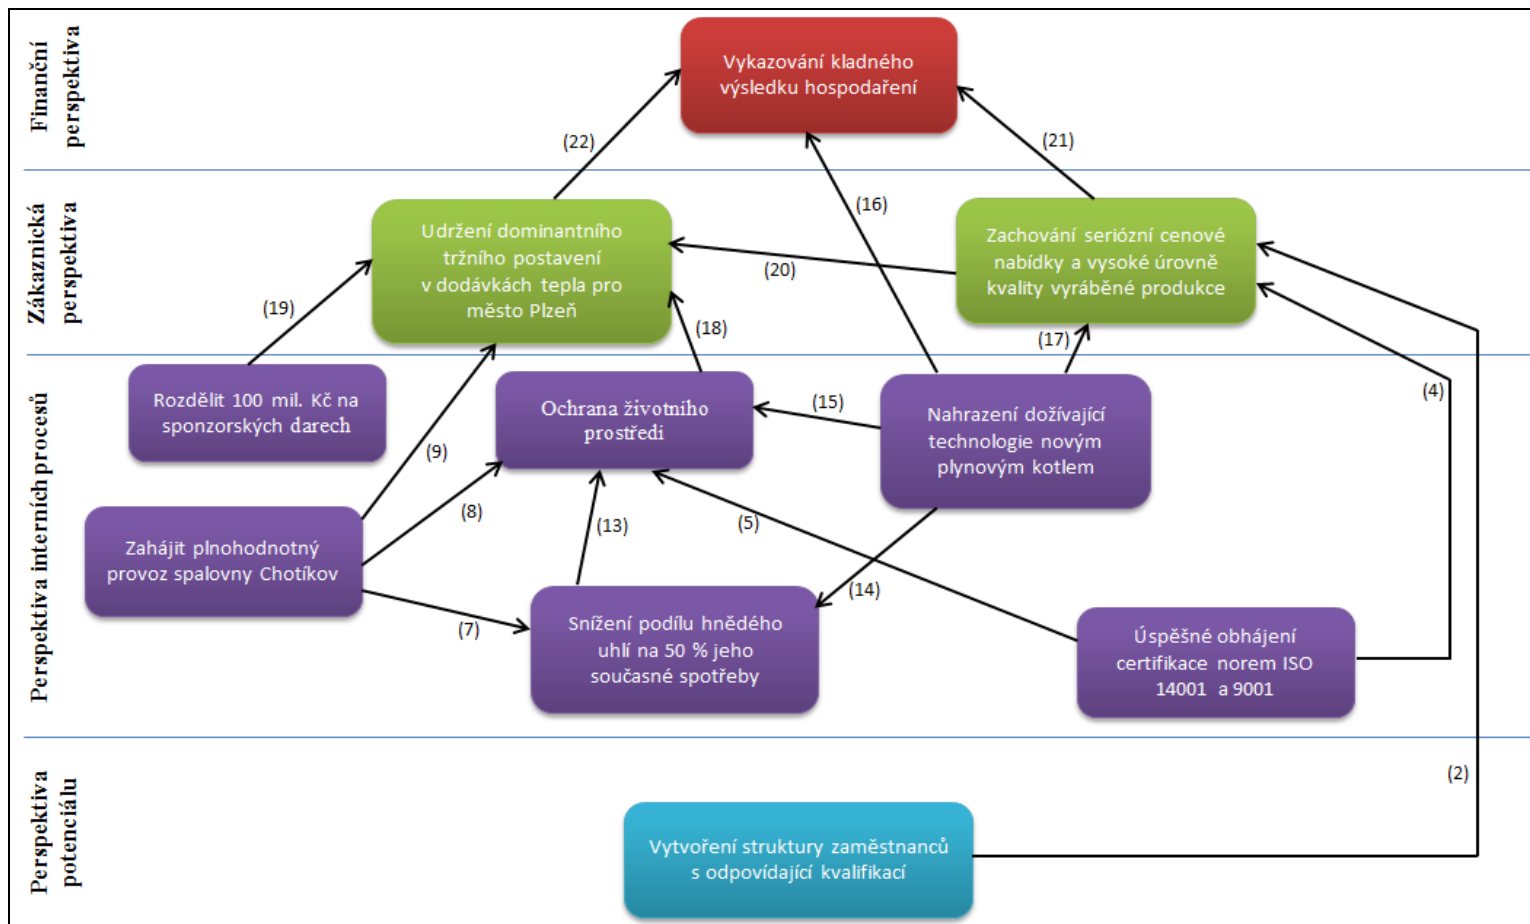 Finanční
perspektiva
Vykazování kladného
výsledku hospodaření
(22)
(21)
Zákaznická
perspektiva
Udržení dominantního
tržního postavení
v dodávkách tepla pro
město Plzeň
(16)
Zachování seriózní cenové
nabídky a vysoké úrovně
kvality vyráběné produkce
(20)
(19)
(18)
(17)
Perspektiva interních procesů
Rozdělit 100 mil. Kč na
sponzorských darech
Ochrana životního
prostředi
(15)
Nahrazení dožívající
technologie novým
plynovým kotlem
(4)
(9)
(8)
(13)
(5)
Zahájit plnohodnotný
provoz spalovny Chotíkov
(7)
(14)
Snížení podílu hnědého
uhlí na 50 % jeho
současné spotřeby
Úspěšné obhájení
certifikace norem ISO
14001 a 9001
Perspektiva
potenciálu
(2)
Vytvoření struktury zaměstnanců
s odpovídající kvalifikací